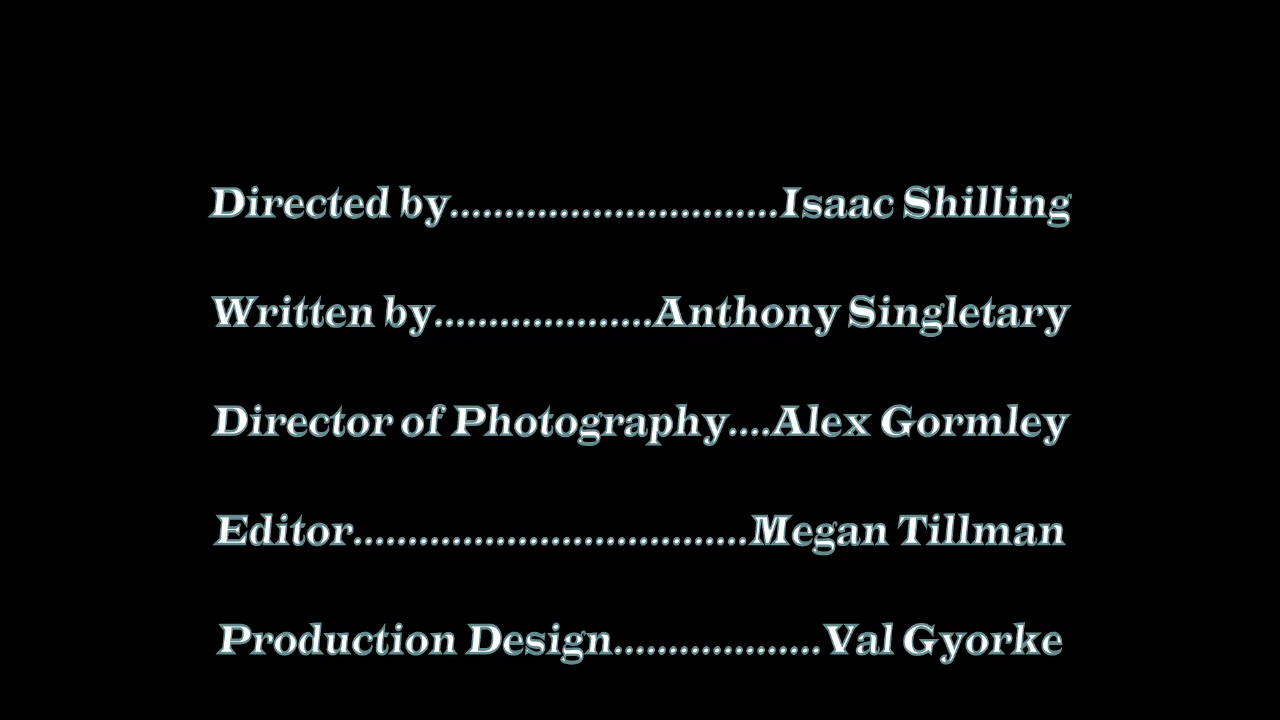 Directed by..............................Isaac Shilling
Written by....................Anthony Singletary
Director of Photography....Alex Gormley
Editor....................................Megan Tillman
Production Design...................Val Gyorke